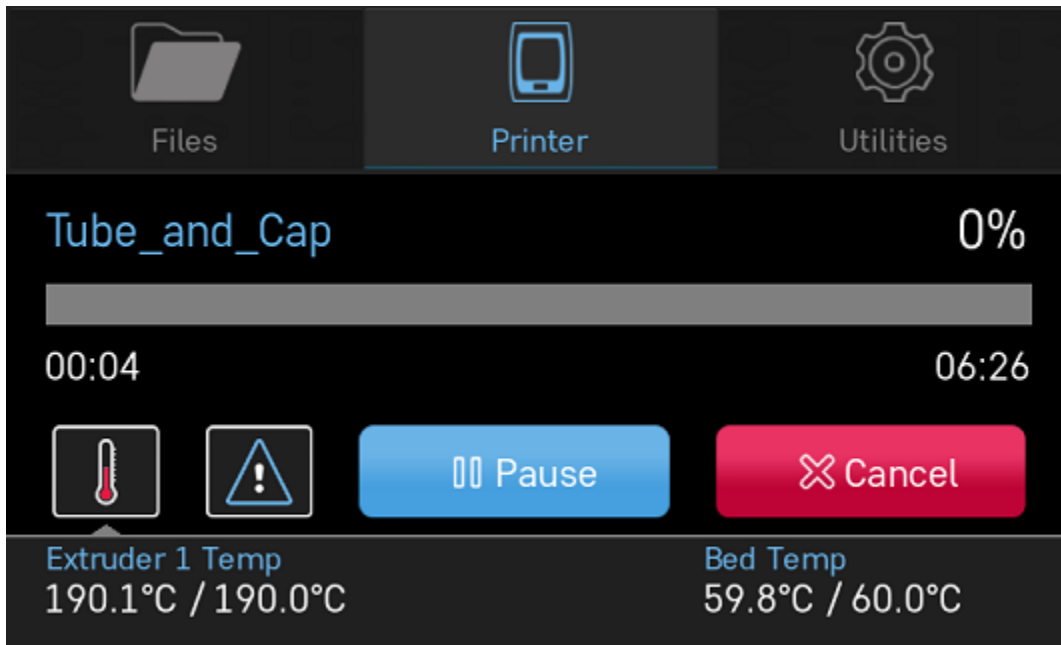 Files
Printer
Utilities
Tube_and_Cap
0%
00:04
06:26
Pause
Cancel
Extruder 1 Temp
190.1°C / 190.0°C
Bed Temp
59.8°C / 60.0°C